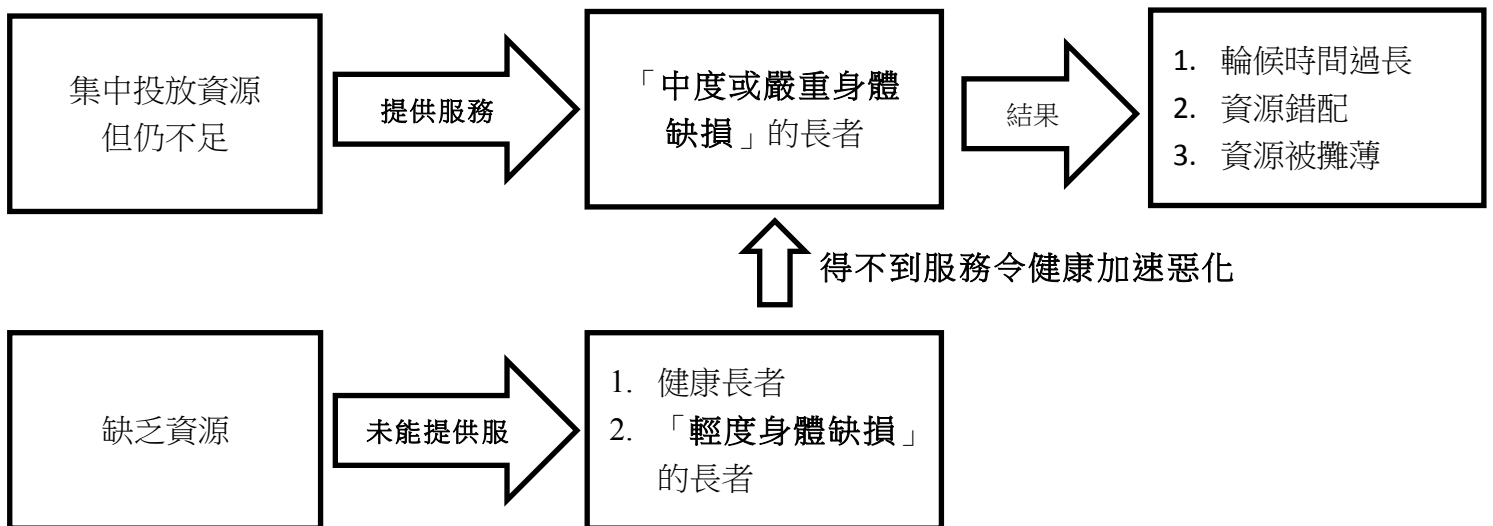 集中投放資源
但仍不足
提供服務
「中度或嚴重身體
缺損」的長者
結果
1. 輪候時間過長
2. 資源錯配
3. 資源被攤薄
得不到服務令健康加速惡化
缺乏資源
未能提供服
1. 健康長者
2. 「輕度身體缺損」
的長者